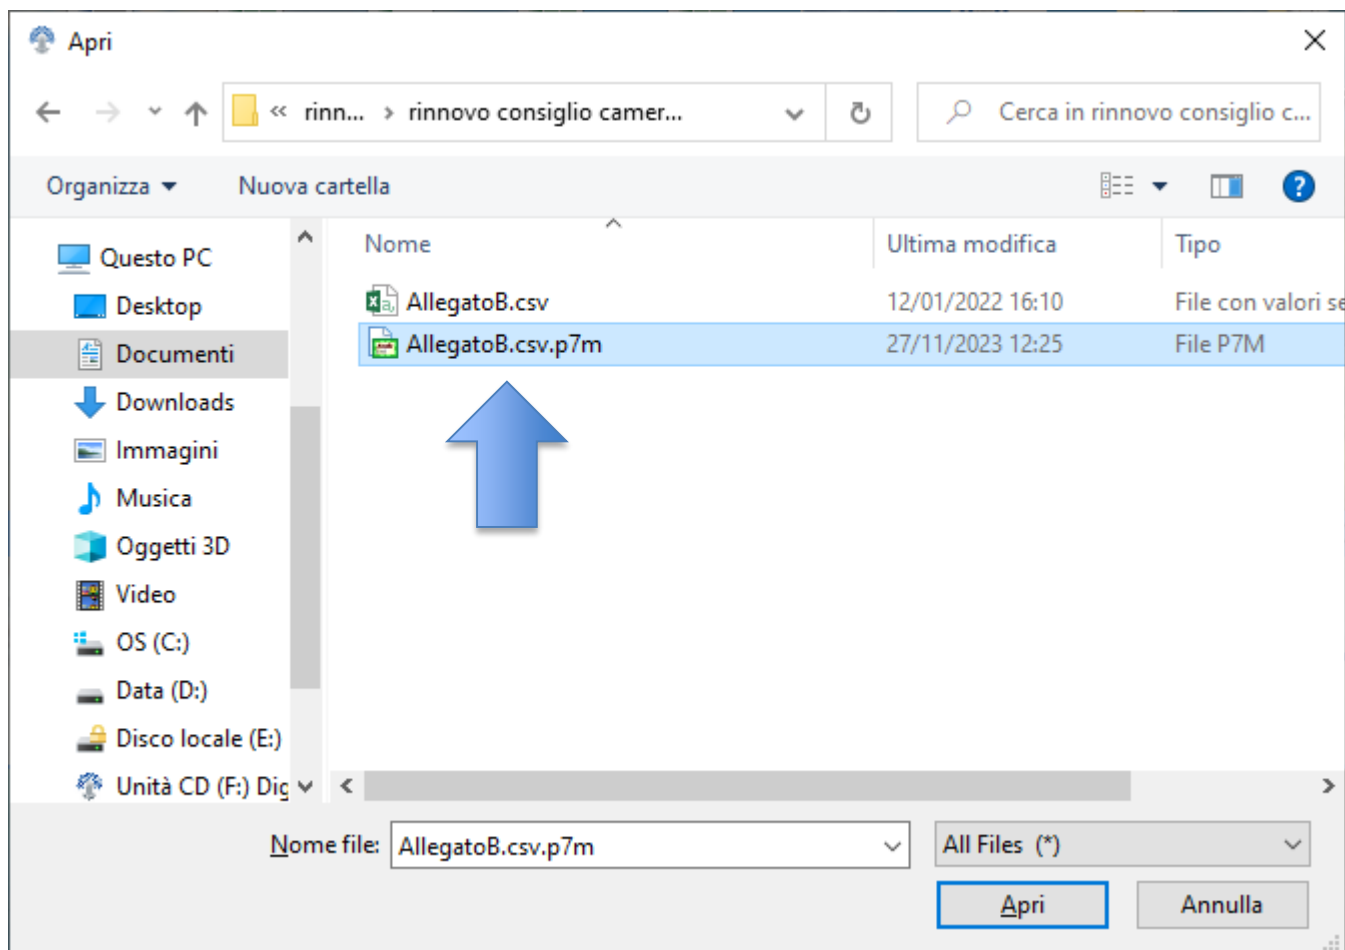 Apri
« rinn... › rinnovo consiglio camer...
Cerca in rinnovo consiglio c...
Organizza
Nuova cartella
?
Questo PC
Desktop
Documenti
Downloads
Immagini
Musica
Oggetti 3D
Video
OS (C:)
Data (D:)
Disco locale (E:)
Unità CD (F:) Dig
Nome Ultima modifica Tipo
AllegatoB.csv 12/01/2022 16:10 File con valori se
AllegatoB.csv.p7m 27/11/2023 12:25 File P7M
Nome file: AllegatoB.csv.p7m
All Files (*)
Apri
Annulla